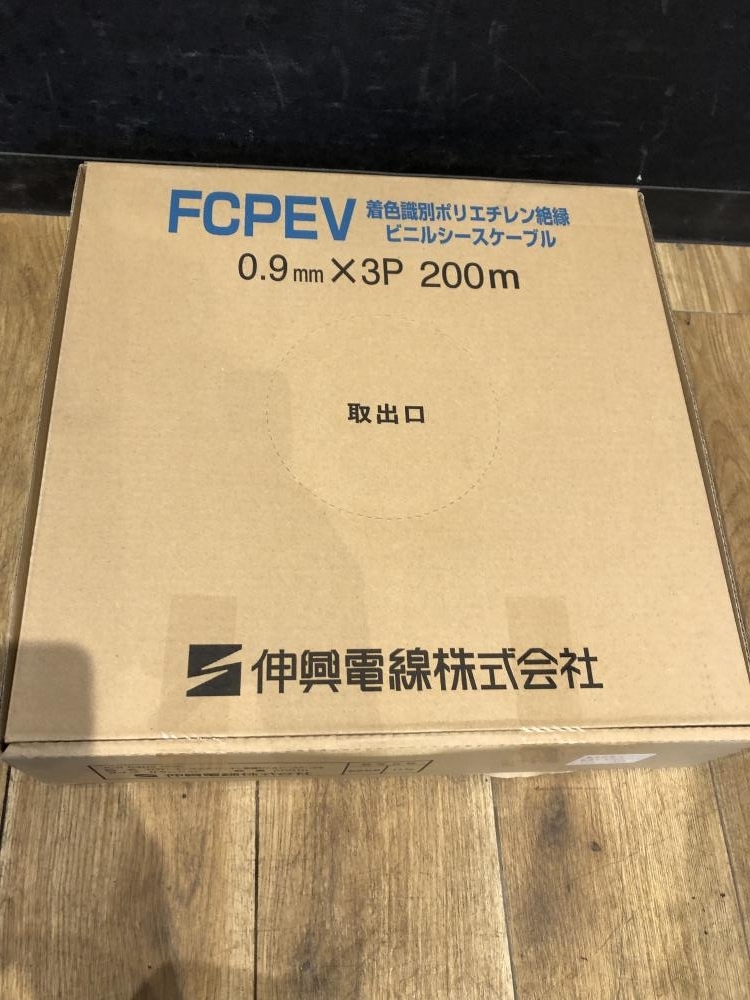 FCPEV 着色識別ポリエチレン絶縁
ビニルシースケーブル
0.9mm×3P 200m
取出口
伸興電線株式会社